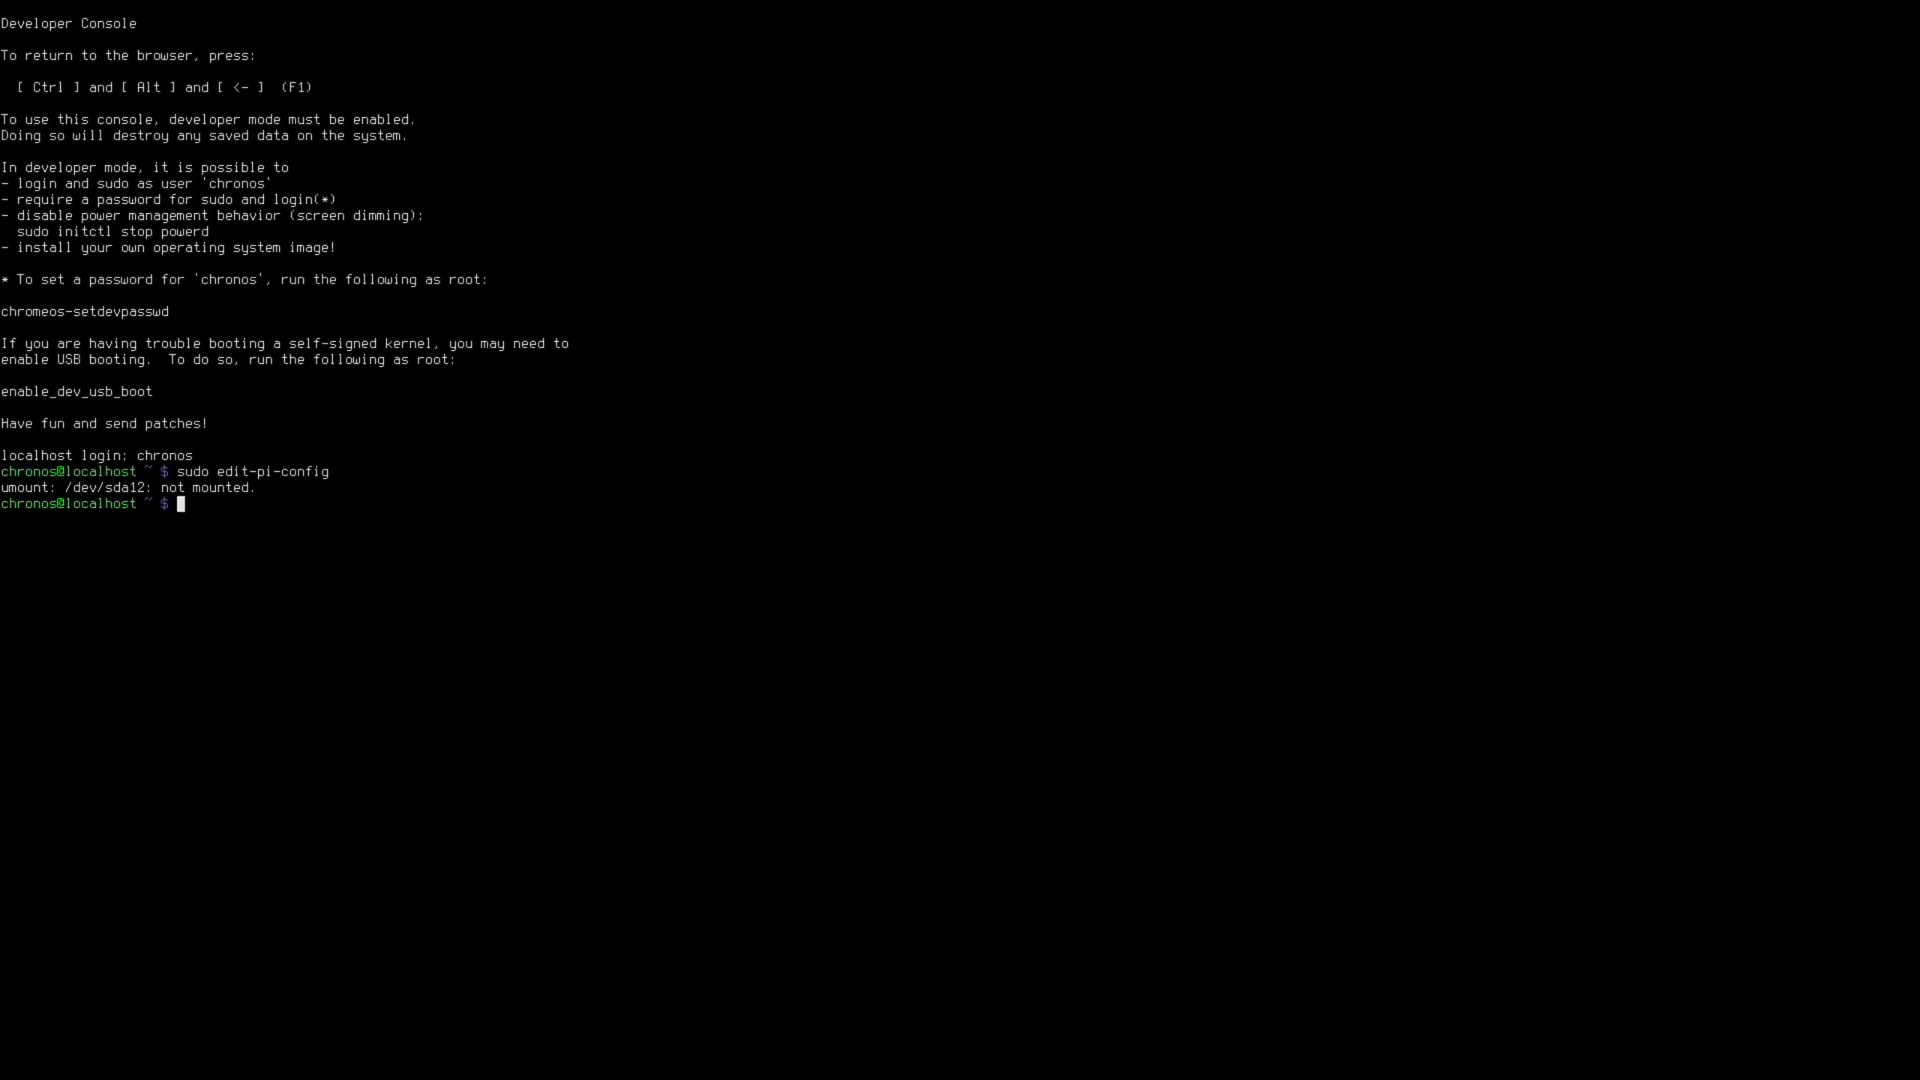 Developer Console
To return to the browser, press:
[ Ctrl ] and [ Alt ] and [ <- ]  (F1)
To use this console, developer mode must be enabled.
Doing so will destroy any saved data on the system.
In developer mode, it is possible to
- login and sudo as user 'chronos'
- require a password for sudo and login(*)
- disable power management behavior (screen dimming):
sudo initctl stop powerd
- install your own operating system image!
* To set a password for 'chronos', run the following as root:
chromeos-setdevpasswd
If you are having trouble booting a self-signed kernel, you may need to
enable USB booting.  To do so, run the following as root:
enable_dev_usb_boot
Have fun and send patches!
localhost login: chronos
chronos@localhost ~ $ sudo edit-pi-config
umount: /dev/sda12: not mounted.
chronos@localhost ~ $